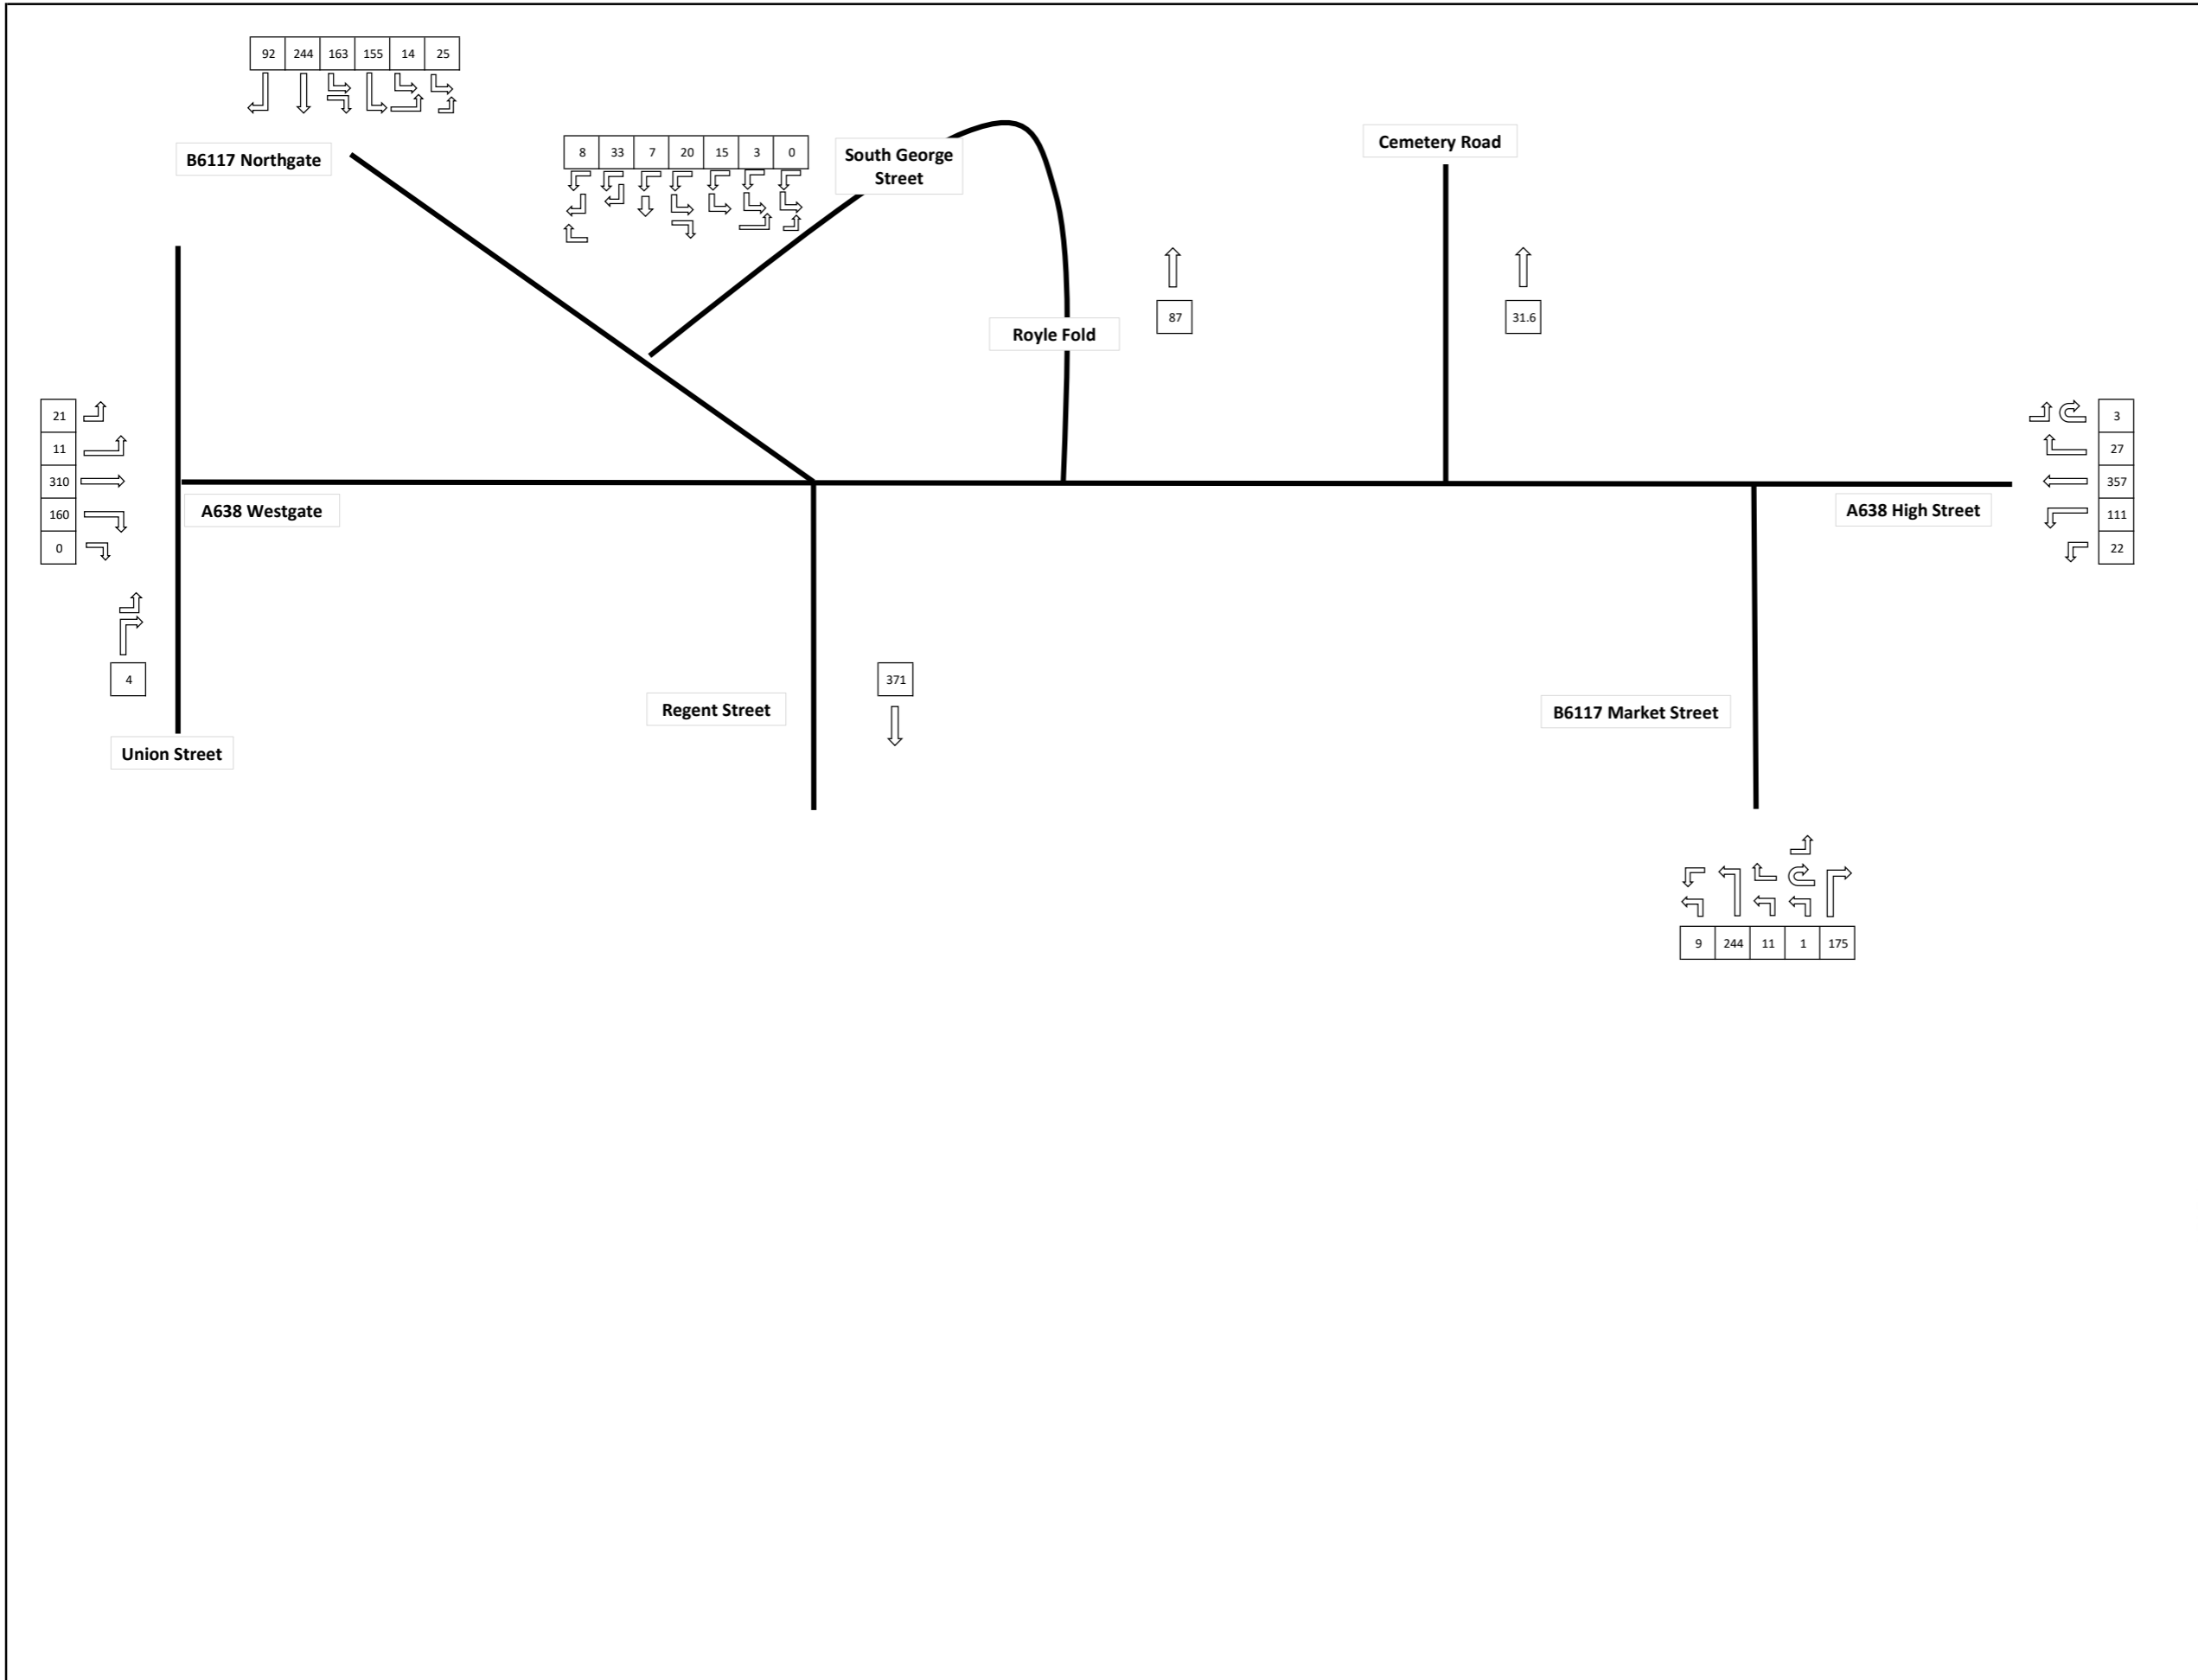 92 244 163 155 14 25
B6117 Northgate
8 33 7 20 15 3 0
South George
Street
Cemetery Road
87
31.6
Royle Fold
21
11
310
160
0
A638 Westgate
A638 High Street
3
27
357
111
22
4
371
Regent Street
B6117 Market Street
Union Street
9 244 11 1 175